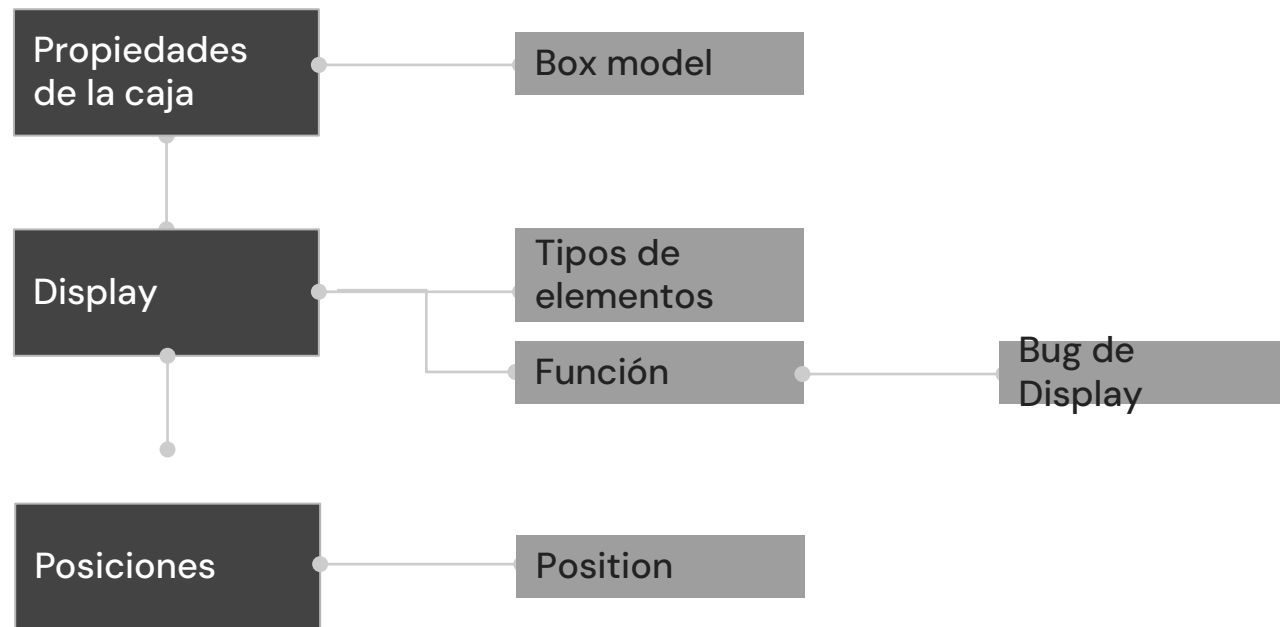 Propiedades
de la caja
Box model
Display
Tipos de
elementos
Función
Bug de
Display
Posiciones
Position